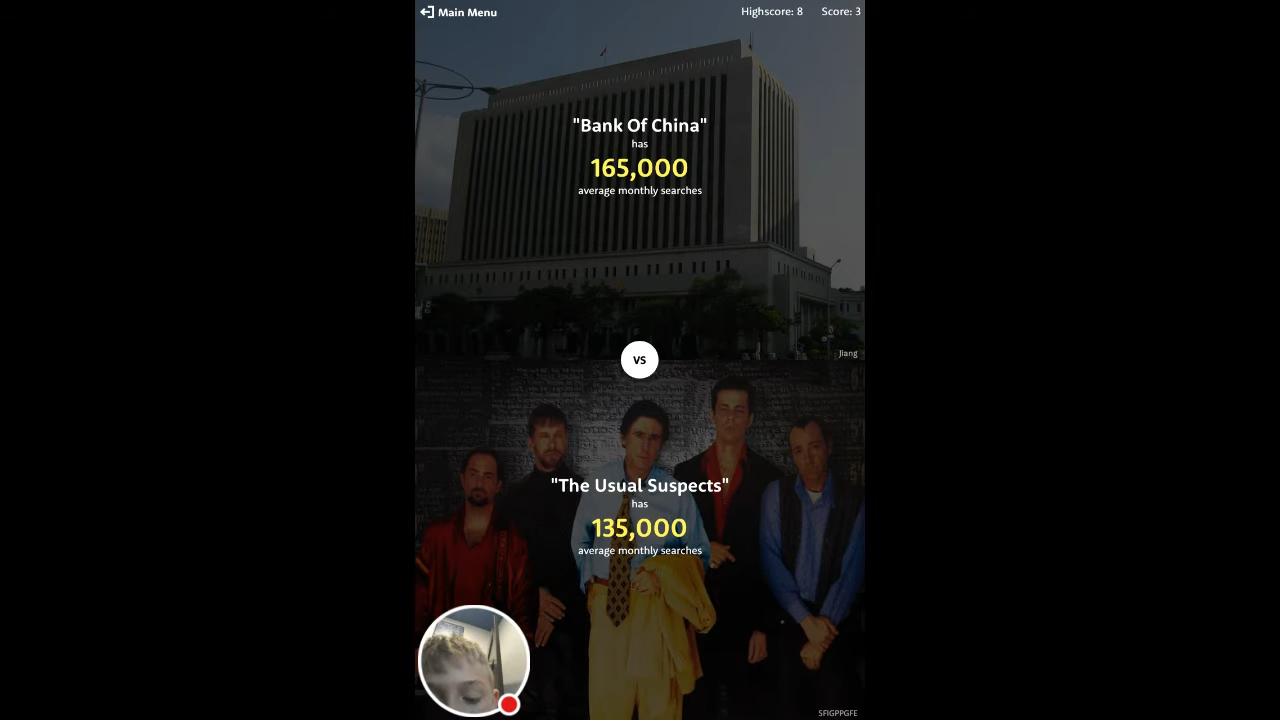 Main Menu
Highscore: 8
Score: 3
"Bank Of China"
has
165,000
average monthly searches
Jiang
VS
"The Usual Suspects"
has
135,000
average monthly searches
SFIGPPGFE